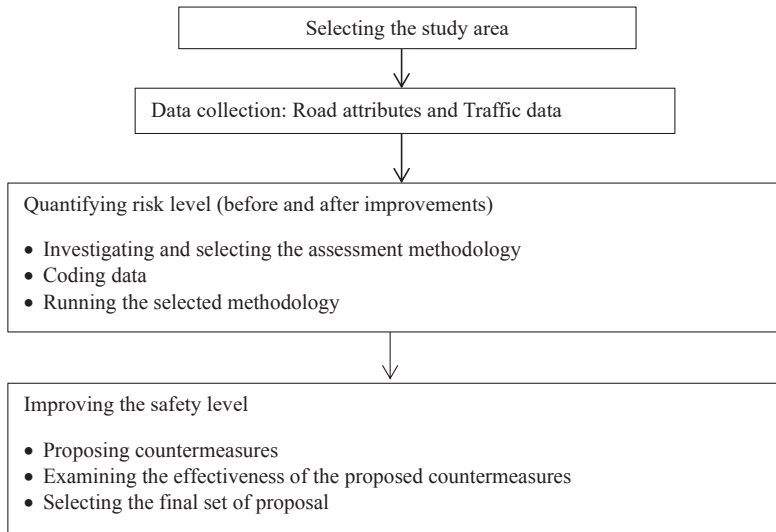 Selecting the study area
Data collection: Road attributes and Traffic data
Quantifying risk level (before and after improvements)
• Investigating and selecting the assessment methodology
• Coding data
• Running the selected methodology
Improving the safety level
• Proposing countermeasures
• Examining the effectiveness of the proposed countermeasures
• Selecting the final set of proposal